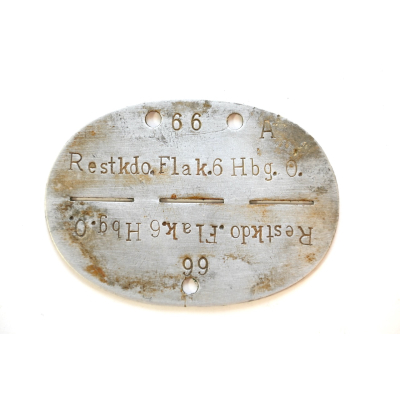 66 A
Restkdo.Flak.6 Hbg. O.
Restkdo.Flak.6 Hbg.O.
66